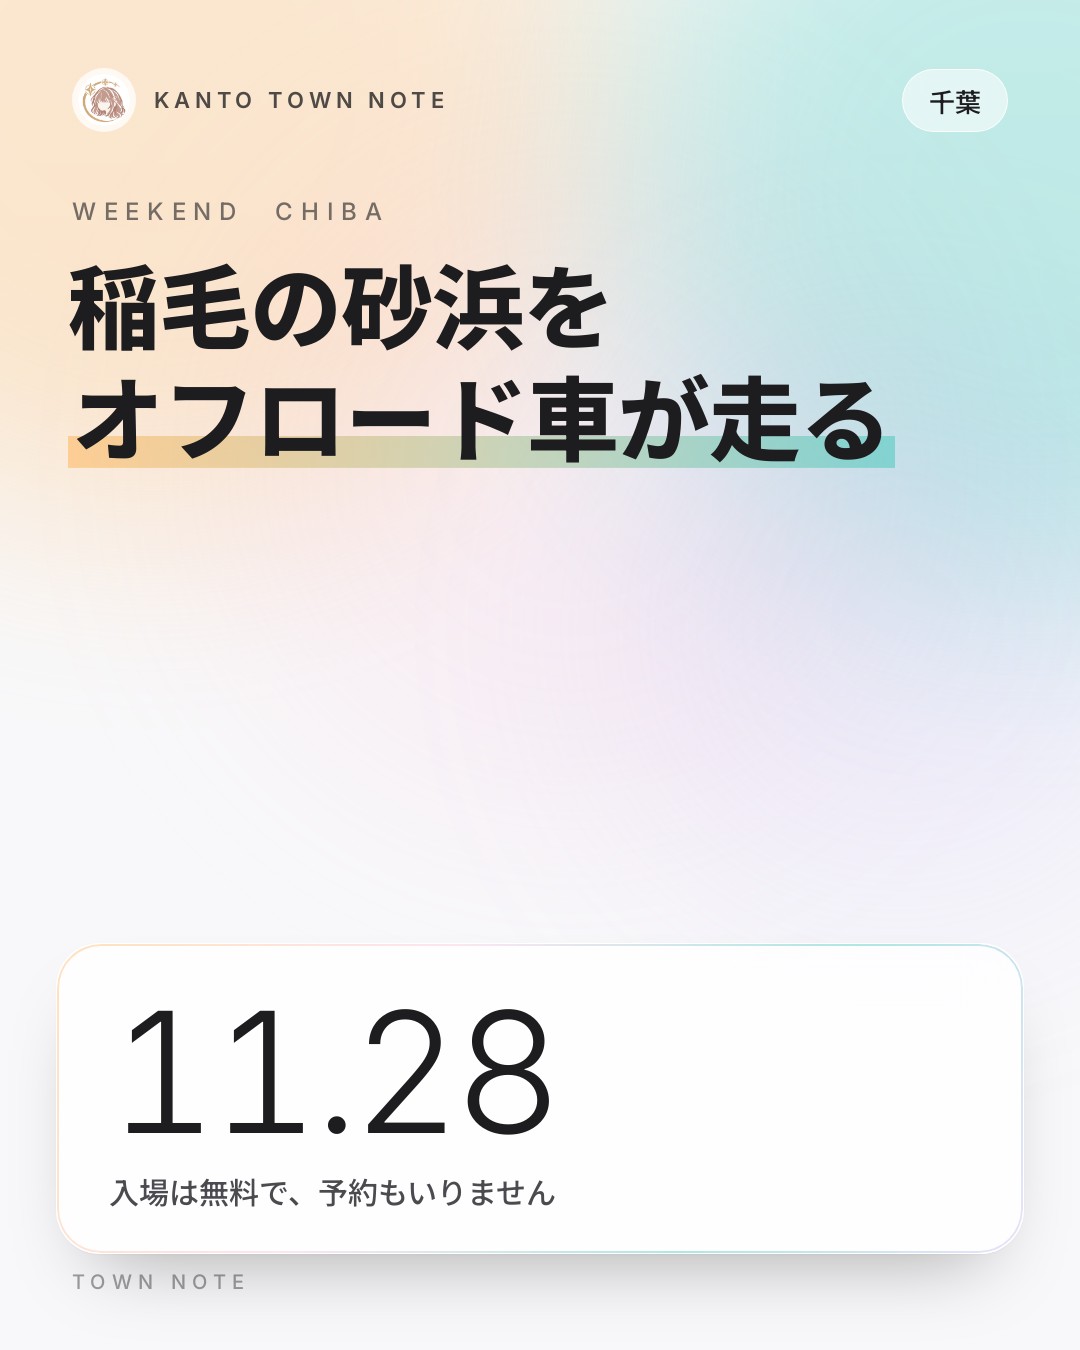 KANTO TOWN NOTE
千葉
WEEKEND CHIBA
稲毛の砂浜を
オフロード車が走る
11.28
入場は無料で、予約もいりません
TOWN NOTE